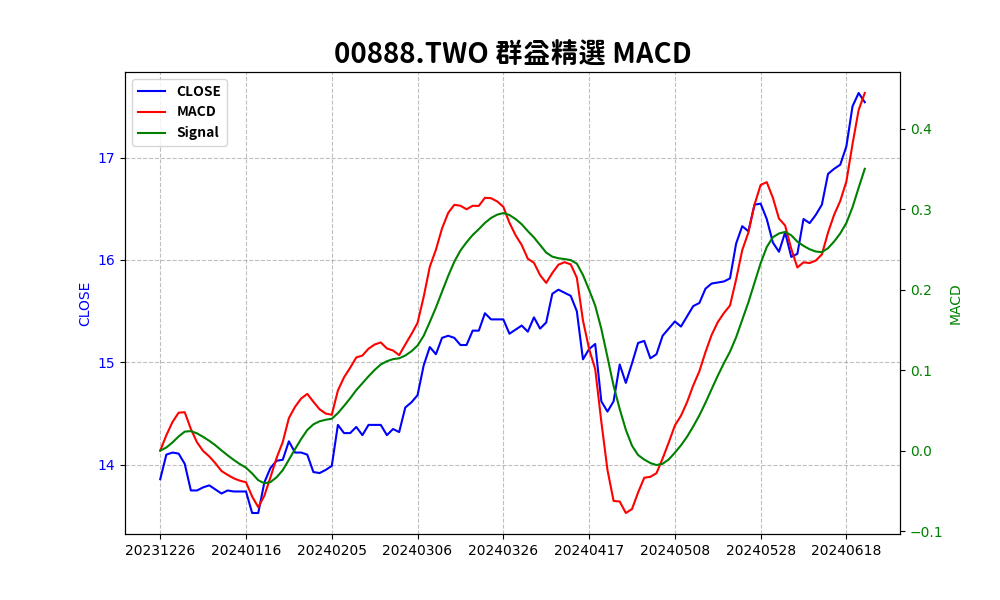 00888.TWO 群益精選 MACD
CLOSE
MACD
Signal
17
16
15
14
CLOSE
0.4
0.3
0.2
0.1
0.0
−0.1
MACD
20231226 20240116 20240205 20240306 20240326 20240417 20240508 20240528 20240618